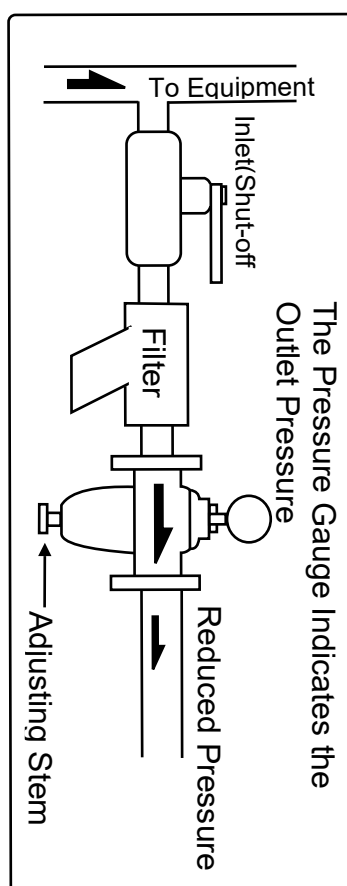 To Equipment
Inlet(Shut-off
The Pressure Gauge Indicates the
Outlet Pressure
Filter
Reduced Pressure
Adjusting Stem